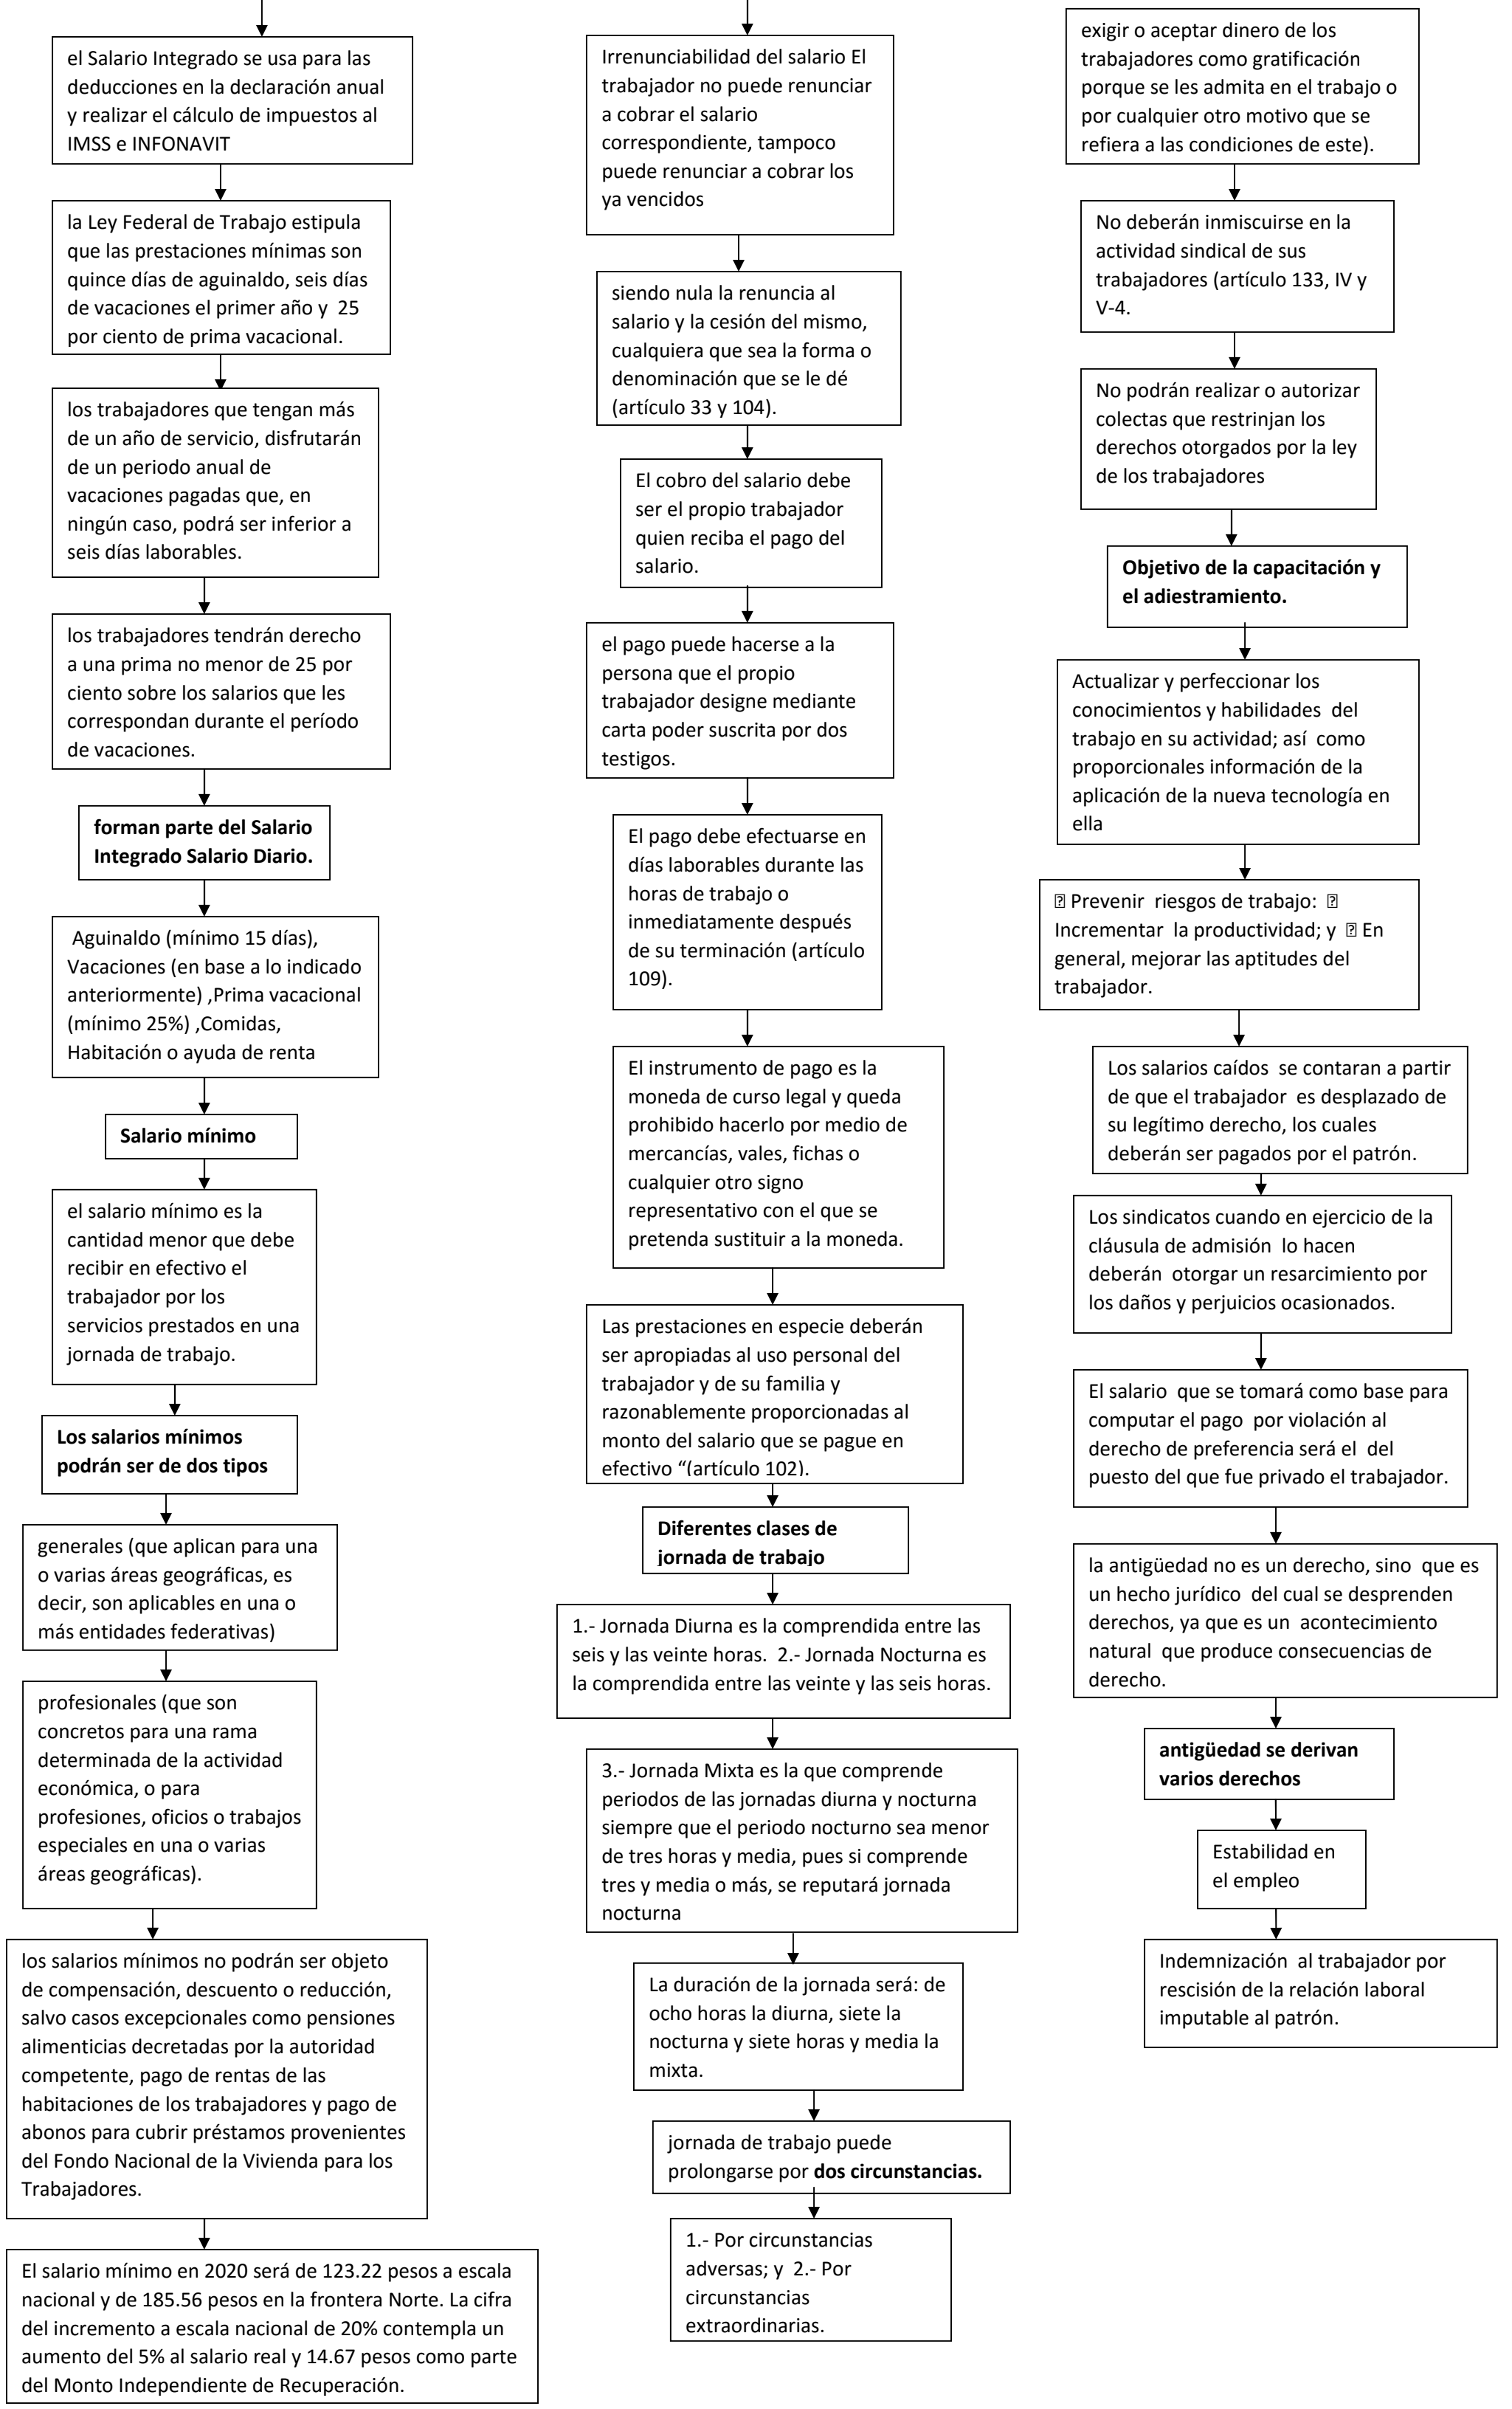 el Salario Integrado se usa para las
deducciones en la declaración anual
y realizar el cálculo de impuestos al
IMSS e INFONAVIT
la Ley Federal de Trabajo estipula
que las prestaciones mínimas son
quince días de aguinaldo, seis días
de vacaciones el primer año y  25
por ciento de prima vacacional.
los trabajadores que tengan más
de un año de servicio, disfrutarán
de un periodo anual de
vacaciones pagadas que, en
ningún caso, podrá ser inferior a
seis días laborables.
los trabajadores tendrán derecho
a una prima no menor de 25 por
ciento sobre los salarios que les
correspondan durante el período
de vacaciones.
forman parte del Salario
Integrado Salario Diario.
Aguinaldo (mínimo 15 días),
Vacaciones (en base a lo indicado
anteriormente) ,Prima vacacional
(mínimo 25%) ,Comidas,
Habitación o ayuda de renta
Salario mínimo
el salario mínimo es la
cantidad menor que debe
recibir en efectivo el
trabajador por los
servicios prestados en una
jornada de trabajo.
Los salarios mínimos
podrán ser de dos tipos
generales (que aplican para una
o varias áreas geográficas, es
decir, son aplicables en una o
más entidades federativas)
profesionales (que son
concretos para una rama
determinada de la actividad
económica, o para
profesiones, oficios o trabajos
especiales en una o varias
áreas geográficas).
los salarios mínimos no podrán ser objeto
de compensación, descuento o reducción,
salvo casos excepcionales como pensiones
alimenticias decretadas por la autoridad
competente, pago de rentas de las
habitaciones de los trabajadores y pago de
abonos para cubrir préstamos provenientes
del Fondo Nacional de la Vivienda para los
Trabajadores.
El salario mínimo en 2020 será de 123.22 pesos a escala
nacional y de 185.56 pesos en la frontera Norte. La cifra
del incremento a escala nacional de 20% contempla un
aumento del 5% al salario real y 14.67 pesos como parte
del Monto Independiente de Recuperación.
Irrenunciabilidad del salario El
trabajador no puede renunciar
a cobrar el salario
correspondiente, tampoco
puede renunciar a cobrar los
ya vencidos
siendo nula la renuncia al
salario y la cesión del mismo,
cualquiera que sea la forma o
denominación que se le dé
(artículo 33 y 104).
El cobro del salario debe
ser el propio trabajador
quien reciba el pago del
salario.
el pago puede hacerse a la
persona que el propio
trabajador designe mediante
carta poder suscrita por dos
testigos.
El pago debe efectuarse en
días laborables durante las
horas de trabajo o
inmediatamente después
de su terminación (artículo
109).
El instrumento de pago es la
moneda de curso legal y queda
prohibido hacerlo por medio de
mercancías, vales, fichas o
cualquier otro signo
representativo con el que se
pretenda sustituir a la moneda.
Las prestaciones en especie deberán
ser apropiadas al uso personal del
trabajador y de su familia y
razonablemente proporcionadas al
monto del salario que se pague en
efectivo “(artículo 102).
Diferentes clases de
jornada de trabajo
1.- Jornada Diurna es la comprendida entre las
seis y las veinte horas.  2.- Jornada Nocturna es
la comprendida entre las veinte y las seis horas.
3.- Jornada Mixta es la que comprende
periodos de las jornadas diurna y nocturna
siempre que el periodo nocturno sea menor
de tres horas y media, pues si comprende
tres y media o más, se reputará jornada
nocturna
La duración de la jornada será: de
ocho horas la diurna, siete la
nocturna y siete horas y media la
mixta.
jornada de trabajo puede
prolongarse por dos circunstancias.
1.- Por circunstancias
adversas; y  2.- Por
circunstancias
extraordinarias.
exigir o aceptar dinero de los
trabajadores como gratificación
porque se les admita en el trabajo o
por cualquier otro motivo que se
refiera a las condiciones de este).
No deberán inmiscuirse en la
actividad sindical de sus
trabajadores (artículo 133, IV y
V-4.
No podrán realizar o autorizar
colectas que restrinjan los
derechos otorgados por la ley
de los trabajadores
Objetivo de la capacitación y
el adiestramiento.
Actualizar y perfeccionar los
conocimientos y habilidades  del
trabajo en su actividad; así  como
proporcionales información de la
aplicación de la nueva tecnología en
ella
⍰ Prevenir  riesgos de trabajo:  ⍰
Incrementar  la productividad; y  ⍰ En
general, mejorar las aptitudes del
trabajador.
Los salarios caídos  se contaran a partir
de que el trabajador  es desplazado de
su legítimo derecho, los cuales
deberán ser pagados por el patrón.
Los sindicatos cuando en ejercicio de la
cláusula de admisión  lo hacen
deberán  otorgar un resarcimiento por
los daños y perjuicios ocasionados.
El salario  que se tomará como base para
computar el pago  por violación al
derecho de preferencia será el  del
puesto del que fue privado el trabajador.
la antigüedad no es un derecho, sino  que es
un hecho jurídico  del cual se desprenden
derechos, ya que es un  acontecimiento
natural  que produce consecuencias de
derecho.
antigüedad se derivan
varios derechos
Estabilidad en
el empleo
Indemnización  al trabajador por
rescisión de la relación laboral
imputable al patrón.